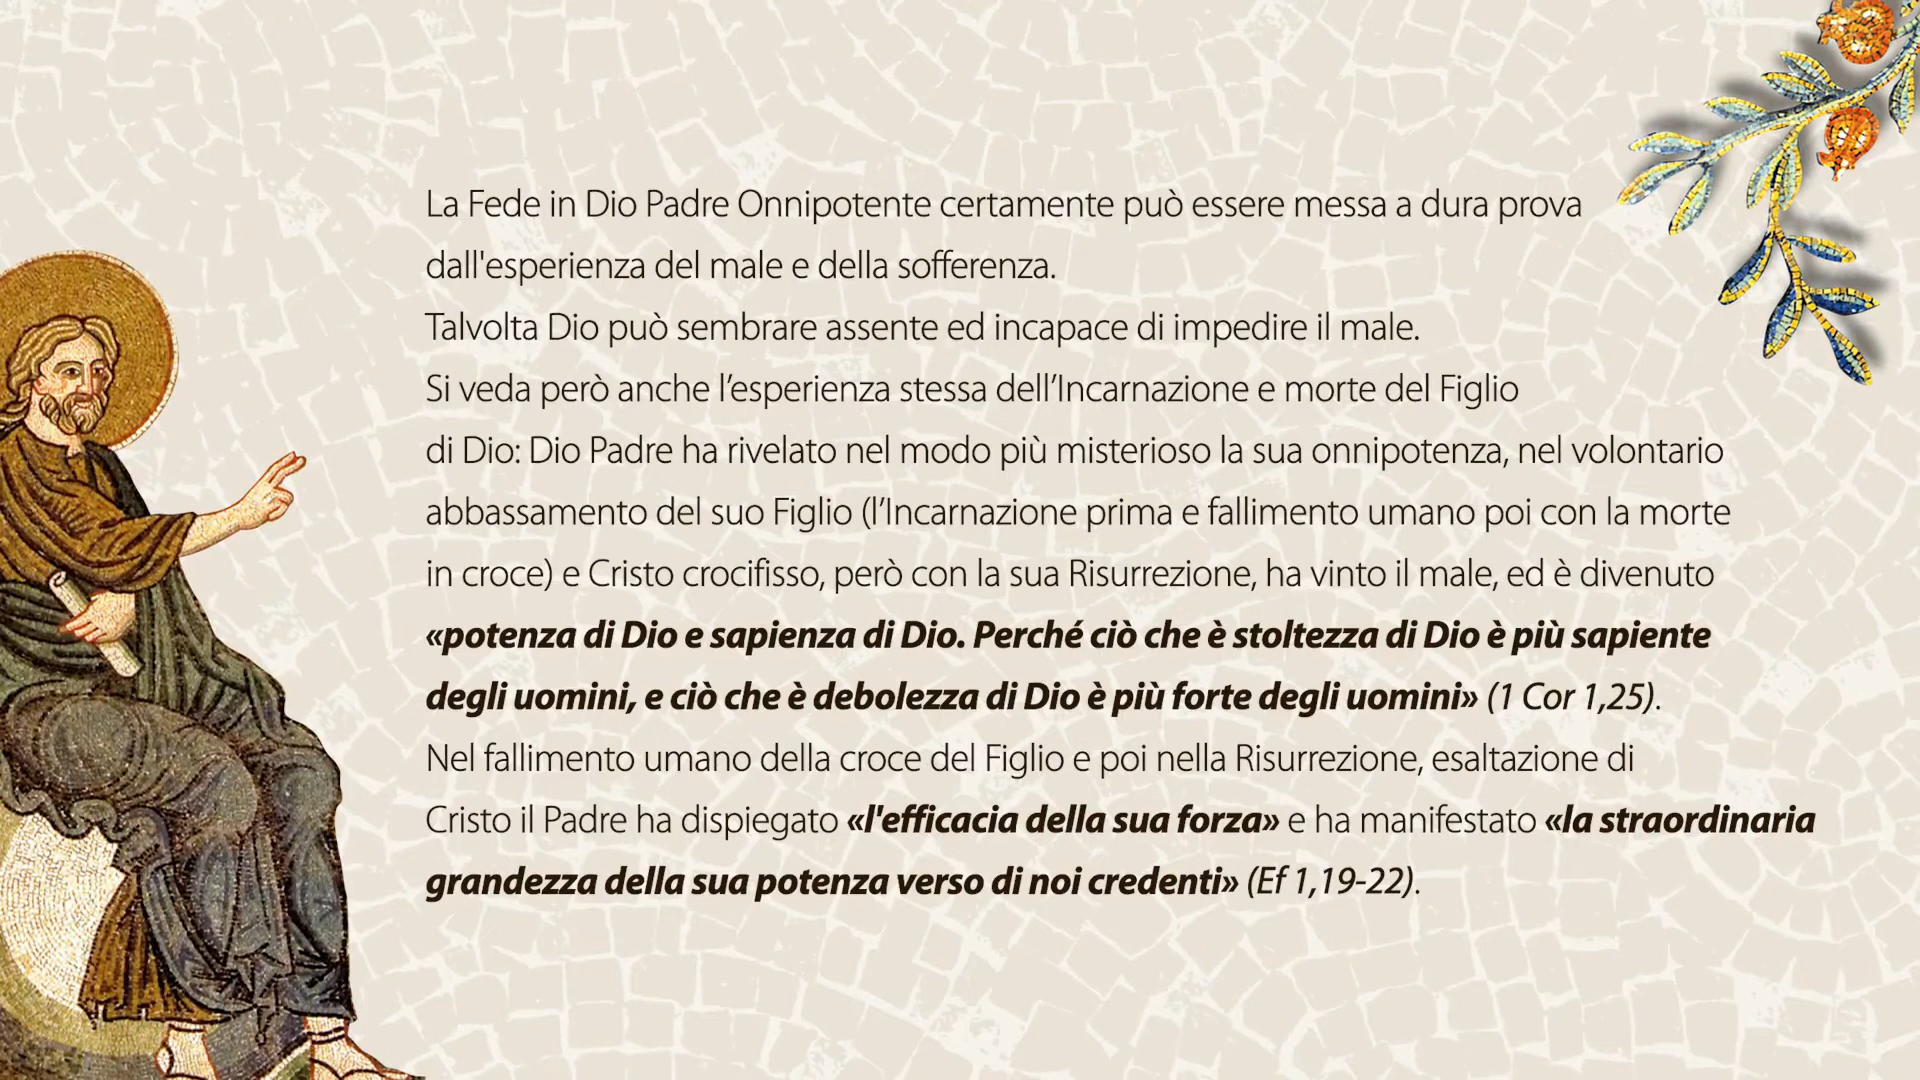 La Fede in Dio Padre Onnipotente certamente può essere messa a dura prova
dall'esperienza del male e della sofferenza.
Talvolta Dio può sembrare assente ed incapace di impedire il male.
Si veda però anche l’esperienza stessa dell’Incarnazione e morte del Figlio
di Dio: Dio Padre ha rivelato nel modo più misterioso la sua onnipotenza, nel volontario
abbassamento del suo Figlio (l’Incarnazione prima e fallimento umano poi con la morte
in croce) e Cristo crocifisso, però con la sua Risurrezione, ha vinto il male, ed è divenuto
«potenza di Dio e sapienza di Dio. Perché ciò che è stoltezza di Dio è più sapiente
degli uomini, e ciò che è debolezza di Dio è più forte degli uomini» (1 Cor 1,25).
Nel fallimento umano della croce del Figlio e poi nella Risurrezione, esaltazione di
Cristo il Padre ha dispiegato «l'efficacia della sua forza» e ha manifestato «la straordinaria
grandezza della sua potenza verso di noi credenti» (Ef 1,19-22).